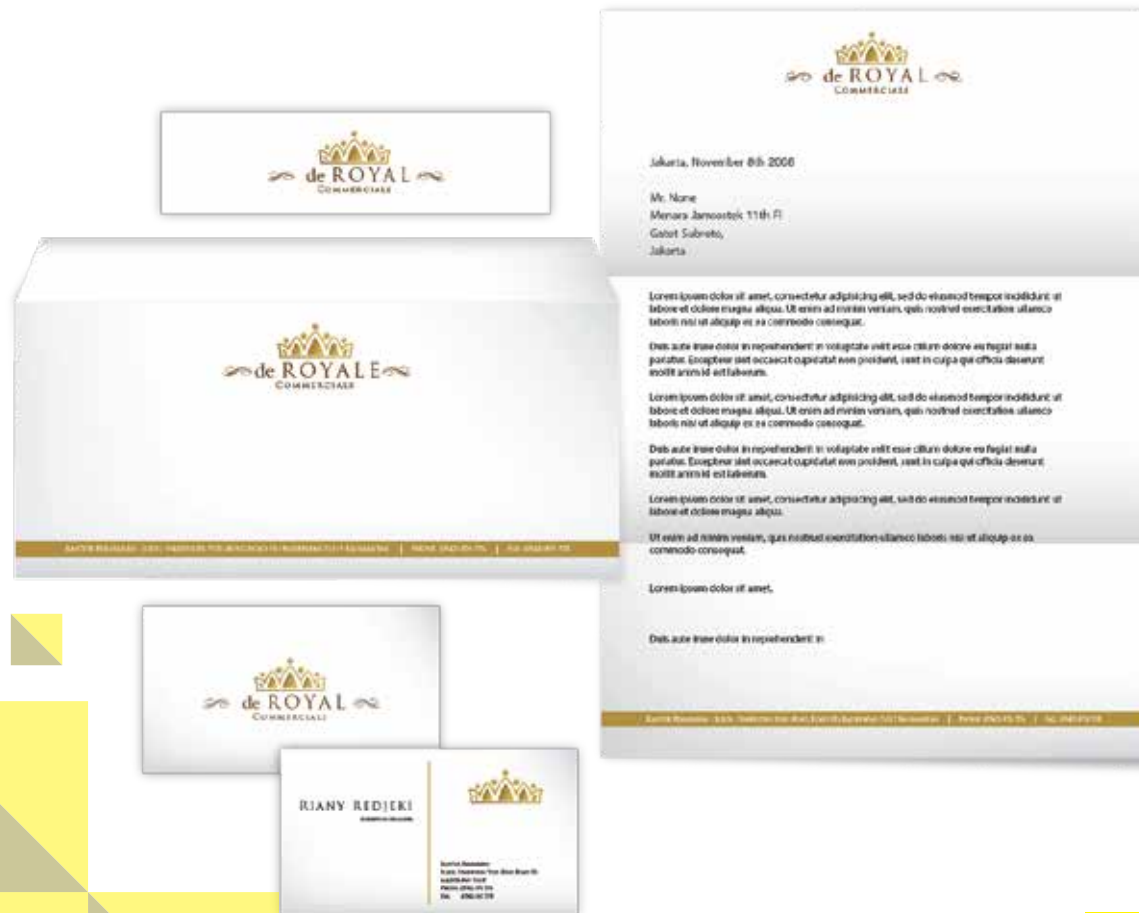 de ROYAL
COMMERCIALE
de ROYALE
COMMERCIALE
de ROYAL
COMMERCIALE
RIANY REDJEKI
de ROYAL
COMMERCIALE
Jakarta, November 8th 2008
Mr. None
Menara Jamsostek 11th Fl
Gatot Subroto,
Jakarta
Lorem ipsum dolor sit amet, consectetur adipisicing elit, sed do eiusmod tempor incididunt ut
labore et dolore magna aliqua. Ut enim ad minim veniam, quis nostrud exercitation ullamco
laboris nisi ut aliquip ex ea commodo consequat.
Duis aute irure dolor in reprehenderit in voluptate velit esse cillum dolore eu fugiat nulla
pariatur. Excepteur sint occaecat cupidatat non proident, sunt in culpa qui officia deserunt
mollit anim id est laborum.
Lorem ipsum dolor sit amet, consectetur adipisicing elit, sed do eiusmod tempor incididunt ut
labore et dolore magna aliqua. Ut enim ad minim veniam, quis nostrud exercitation ullamco
laboris nisi ut aliquip ex ea commodo consequat.
Duis aute irure dolor in reprehenderit in voluptate velit esse cillum dolore eu fugiat nulla
pariatur. Excepteur sint occaecat cupidatat non proident, sunt in culpa qui officia deserunt
mollit anim id est laborum.
Lorem ipsum dolor sit amet, consectetur adipisicing elit, sed do eiusmod tempor incididunt ut
labore et dolore magna aliqua.
Ut enim ad minim veniam, quis nostrud exercitation ullamco laboris nisi ut aliquip ex ea
commodo consequat.
Lorem ipsum dolor sit amet,
Duis aute irure dolor in reprehenderit in